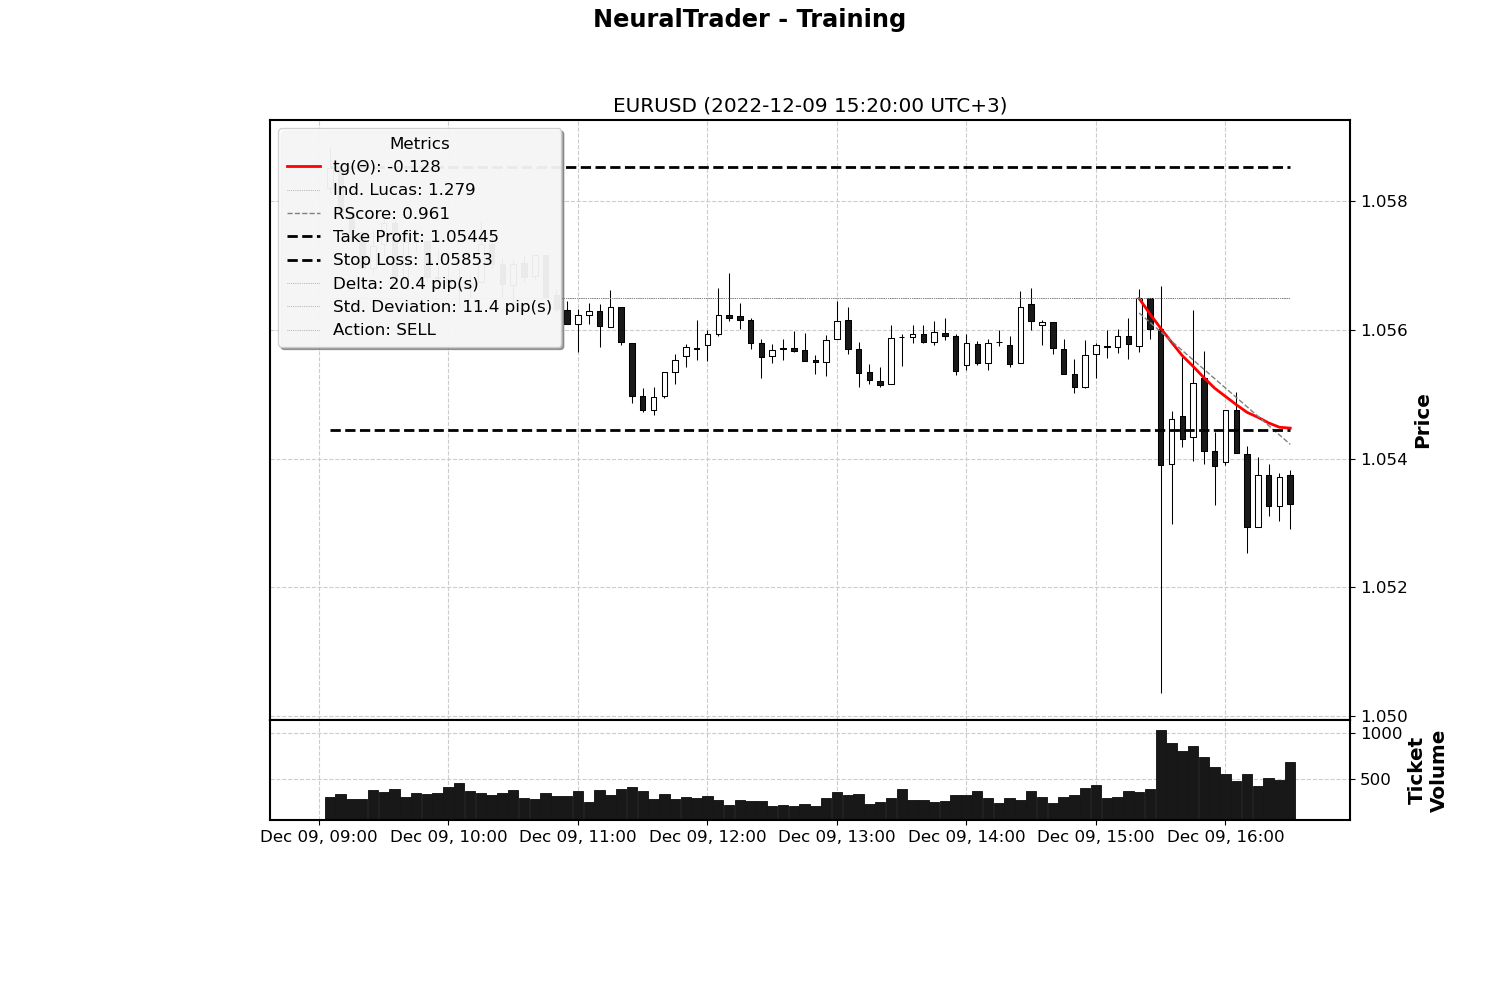 NeuralTrader - Training
EURUSD (2022-12-09 15:20:00 UTC+3)
Metrics
tg(Θ): -0.128
Ind. Lucas: 1.279
RScore: 0.961
Take Profit: 1.05445
Stop Loss: 1.05853
Delta: 20.4 pip(s)
Std. Deviation: 11.4 pip(s)
Action: SELL
1.058
1.056
1.054
1.052
1.050
Price
1000
500
Ticket
Volume
Dec 09, 09:00 Dec 09, 10:00 Dec 09, 11:00 Dec 09, 12:00 Dec 09, 13:00 Dec 09, 14:00 Dec 09, 15:00 Dec 09, 16:00